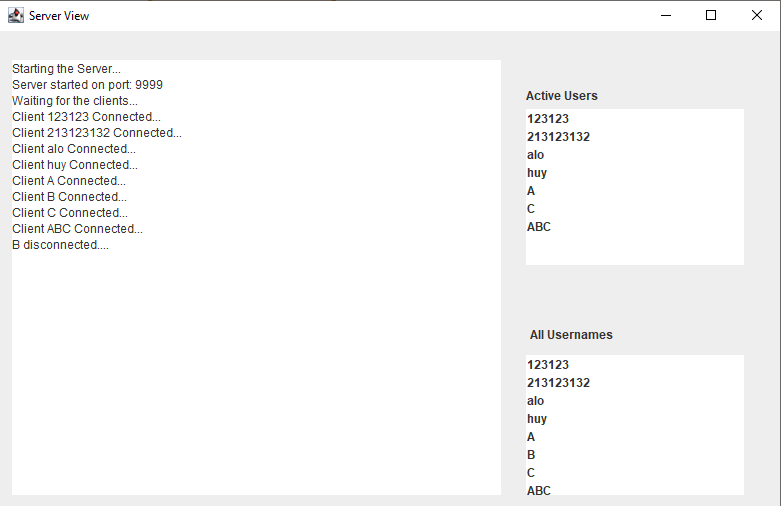 Server View
Starting the Server...
Server started on port: 9999
Waiting for the clients...
Client 123123 Connected...
Client 213123132 Connected...
Client alo Connected...
Client huy Connected...
Client A Connected...
Client B Connected...
Client C Connected...
Client ABC Connected...
B disconnected....
Active Users
123123
213123132
alo
huy
A
C
ABC
All Usernames
123123
213123132
alo
huy
A
B
C
ABC